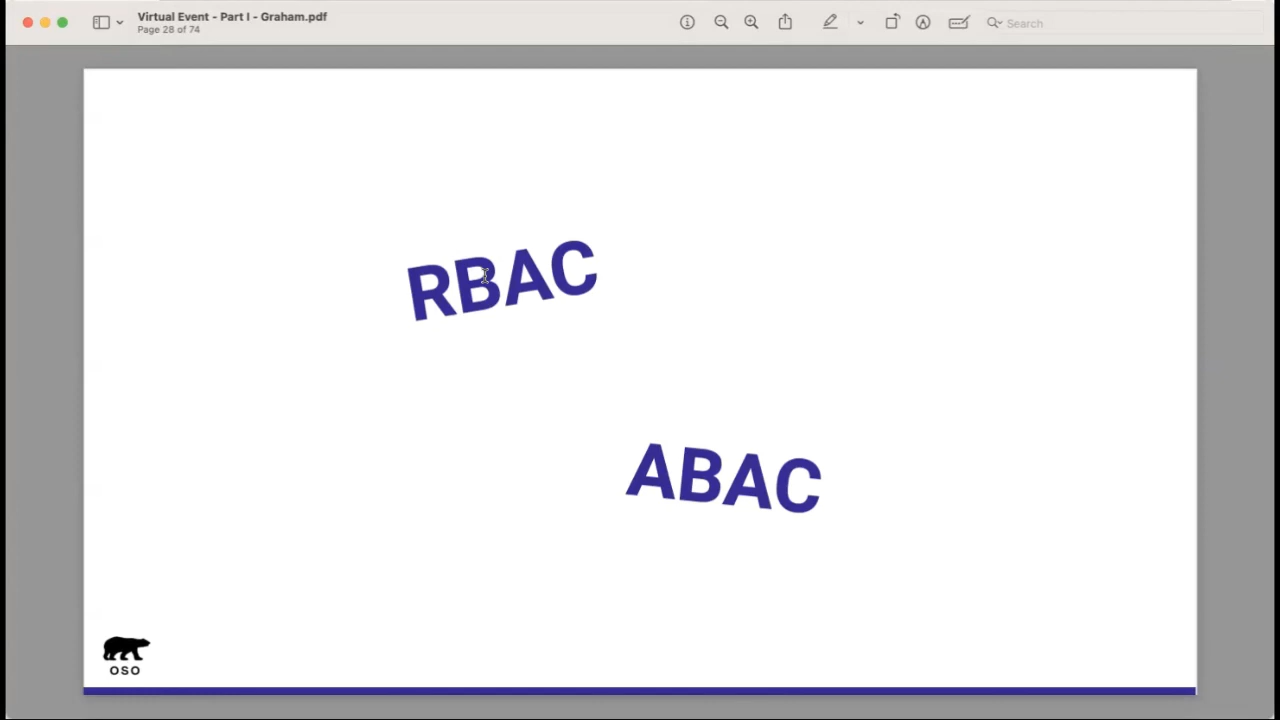 Virtual Event - Part I - Graham.pdf
Page 28 of 74
Search
RBAC
ABAC
OSO